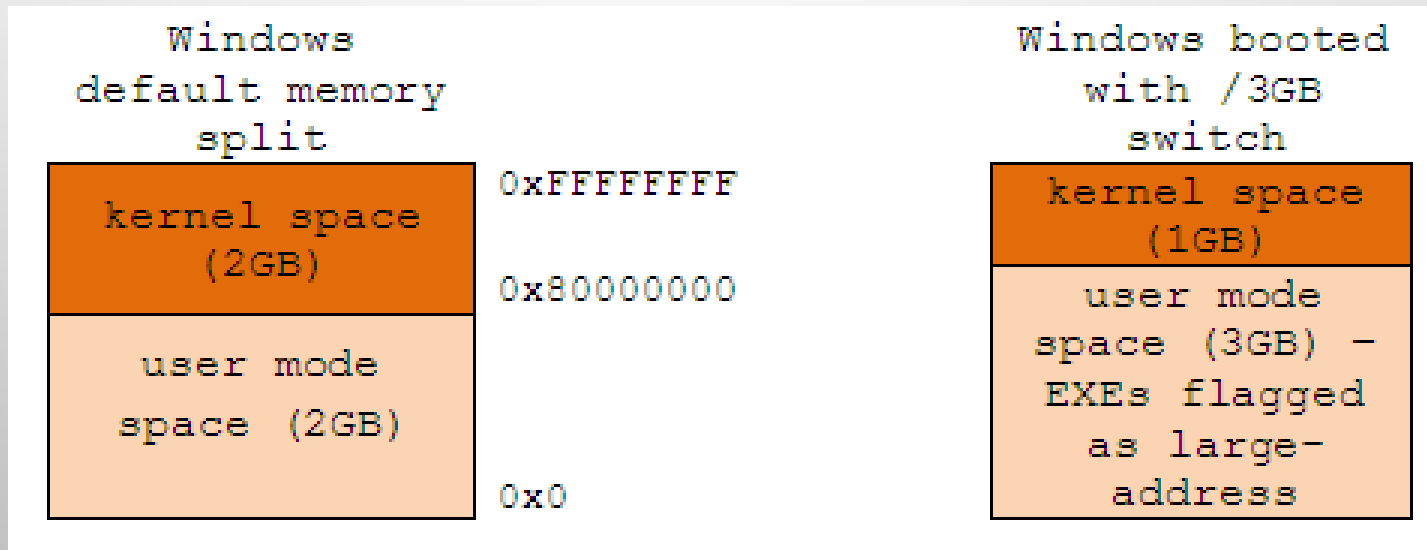 Windows
default memory
split
kernel space
(2GB)
user mode
space (2GB)
0xFFFFFFFF
0x80000000
0x0
Windows booted
with /3GB
switch
kernel space
(1GB)
user mode
space (3GB) –
EXEs flagged
as large-
address